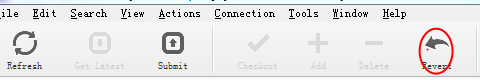 ile Edit Search View Actions Connection Tools Window Help
Refresh Get Latest Submit Checkout Add Delete Revert